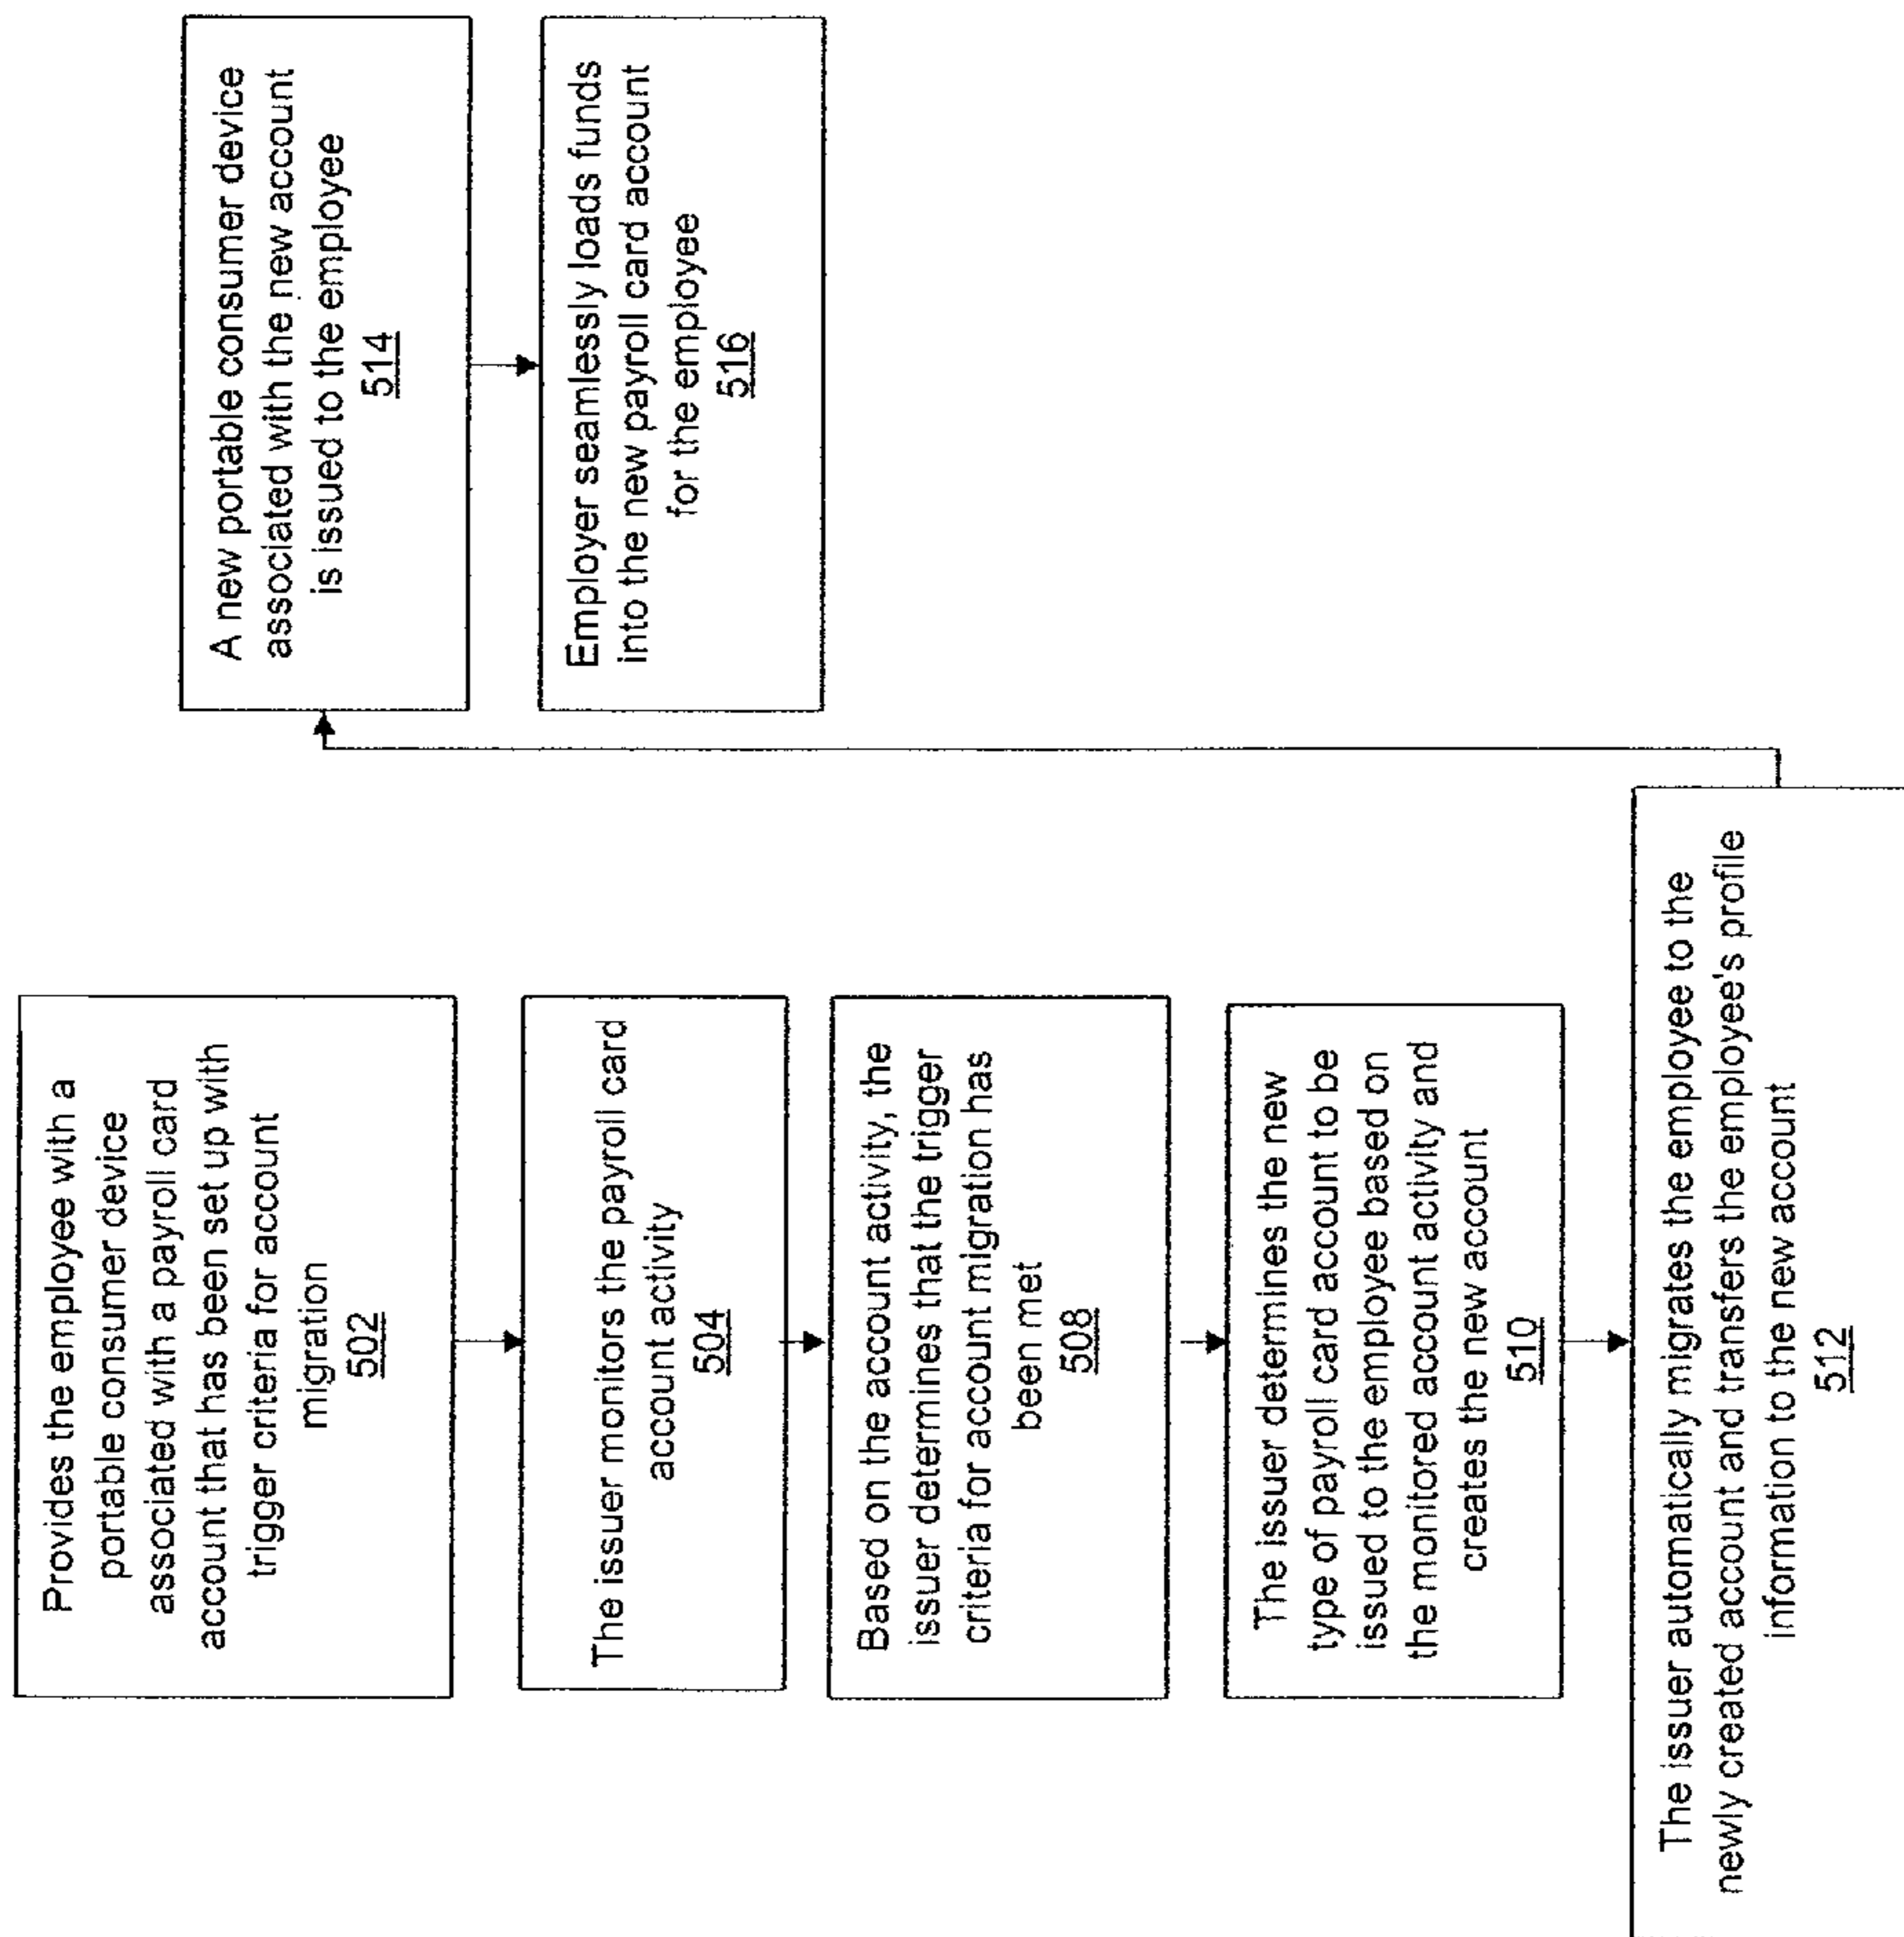 Provides the employee with a
portable consumer device
associated with a payroll card
account that has been set up with
trigger criteria for account
migration
502
The issuer monitors the payroll card
account activity
504
Based on the account activity, the
issuer determines that the trigger
criteria for account migration has
been met
508
The issuer determines the new
type of payroll card account to be
issued to the employee based on
the monitored account activity and
creates the new account
510
The issuer automatically migrates the employee to the
newly created account and transfers the employee's profile
information to the new account
512
A new portable consumer device
associated with the new account
is issued to the employee
514
Employer seamlessly loads funds
into the new payroll card account
for the employee
516